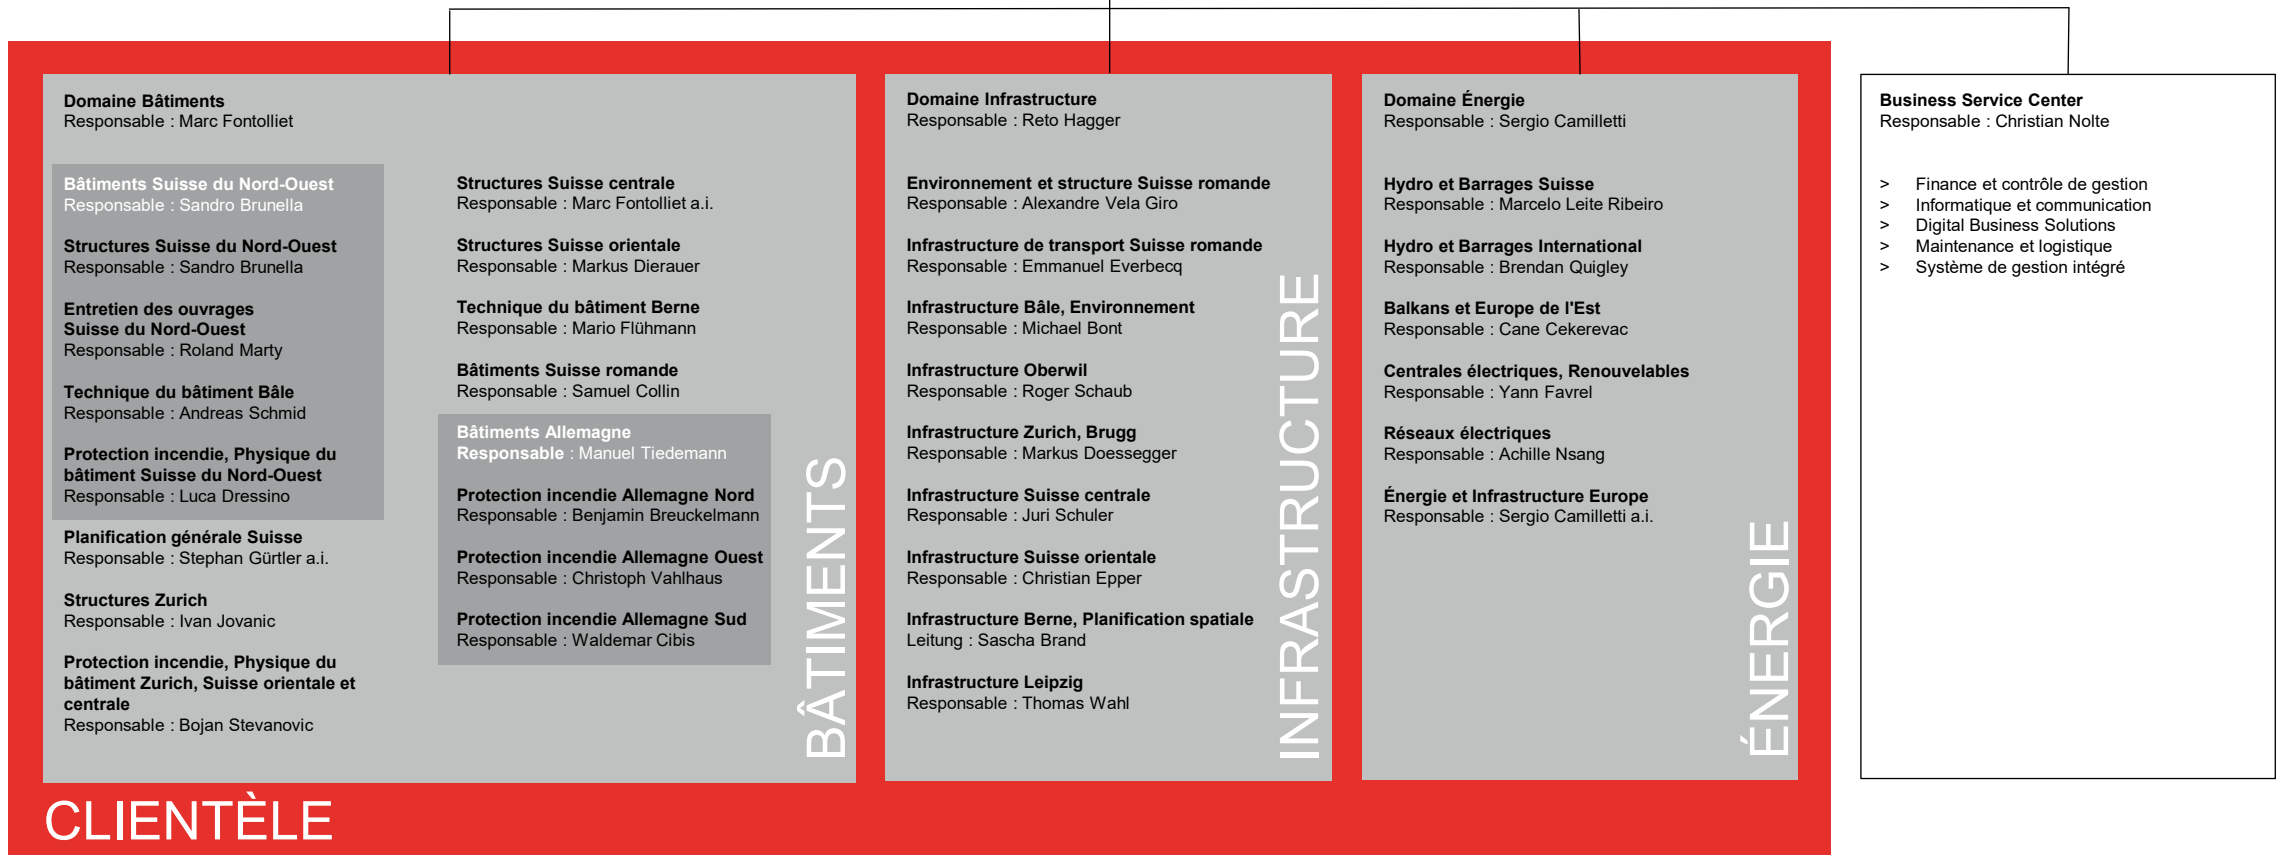 Domaine Bâtiments
Responsable : Marc Fontolliet
Bâtiments Suisse du Nord-Ouest
Responsable : Sandro Brunella
Structures Suisse du Nord-Ouest
Responsable : Sandro Brunella
Entretien des ouvrages
Suisse du Nord-Ouest
Responsable : Roland Marty
Technique du bâtiment Bâle
Responsable : Andreas Schmid
Protection incendie, Physique du
bâtiment Suisse du Nord-Ouest
Responsable : Luca Dressino
Planification générale Suisse
Responsable : Stephan Gürtler a.i.
Structures Zurich
Responsable : Ivan Jovanic
Protection incendie, Physique du
bâtiment Zurich, Suisse orientale et
centrale
Responsable : Bojan Stevanovic
Structures Suisse centrale
Responsable : Marc Fontolliet a.i.
Structures Suisse orientale
Responsable : Markus Dierauer
Technique du bâtiment Berne
Responsable : Mario Flühmann
Bâtiments Suisse romande
Responsable : Samuel Collin
Bâtiments Allemagne
Responsable : Manuel Tiedemann
Protection incendie Allemagne Nord
Responsable : Benjamin Breuckelmann
Protection incendie Allemagne Ouest
Responsable : Christoph Vahlhaus
Protection incendie Allemagne Sud
Responsable : Waldemar Cibis
BÂTIMENTS
Domaine Infrastructure
Responsable : Reto Hagger
Environnement et structure Suisse romande
Responsable : Alexandre Vela Giro
Infrastructure de transport Suisse romande
Responsable : Emmanuel Everbecq
Infrastructure Bâle, Environnement
Responsable : Michael Bont
Infrastructure Oberwil
Responsable : Roger Schaub
Infrastructure Zurich, Brugg
Responsable : Markus Doessegger
Infrastructure Suisse centrale
Responsable : Juri Schuler
Infrastructure Suisse orientale
Responsable : Christian Epper
Infrastructure Berne, Planification spatiale
Leitung : Sascha Brand
Infrastructure Leipzig
Responsable : Thomas Wahl
INFRASTRUCTURE
Domaine Énergie
Responsable : Sergio Camilletti
Hydro et Barrages Suisse
Responsable : Marcelo Leite Ribeiro
Hydro et Barrages International
Responsable : Brendan Quigley
Balkans et Europe de l'Est
Responsable : Cane Cekerevac
Centrales électriques, Renouvelables
Responsable : Yann Favrel
Réseaux électriques
Responsable : Achille Nsang
Énergie et Infrastructure Europe
Responsable : Sergio Camilletti a.i.
ÉNERGIE
Business Service Center
Responsable : Christian Nolte
> Finance et contrôle de gestion
> Informatique et communication
> Digital Business Solutions
> Maintenance et logistique
> Système de gestion intégré
CLIENTÈLE